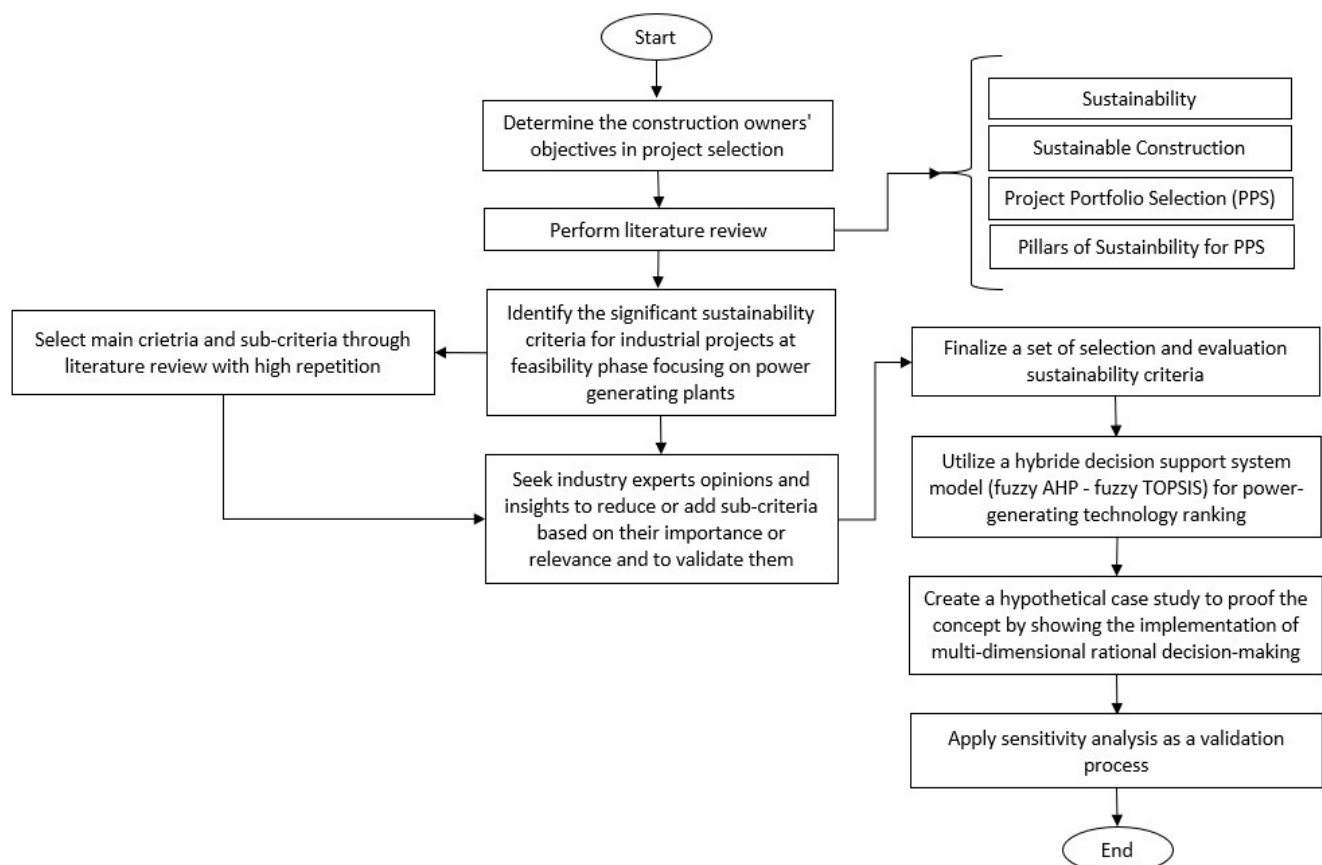 Start
Determine the construction owners'
objectives in project selection
Perform literature review
Sustainability
Sustainable Construction
Project Portfolio Selection (PPS)
Pillars of Sustainbility for PPS
Identify the significant sustainability
criteria for industrial projects at
feasibility phase focusing on power
generating plants
Select main crietria and sub-criteria through
literature review with high repetition
Seek industry experts opinions and
insights to reduce or add sub-criteria
based on their importance or
relevance and to validate them
Finalize a set of selection and evaluation
sustainability criteria
Utilize a hybride decision support system
model (fuzzy AHP - fuzzy TOPSIS) for power-
generating technology ranking
Create a hypothetical case study to proof the
concept by showing the implementation of
multi-dimensional rational decision-making
Apply sensitivity analysis as a validation
process
End